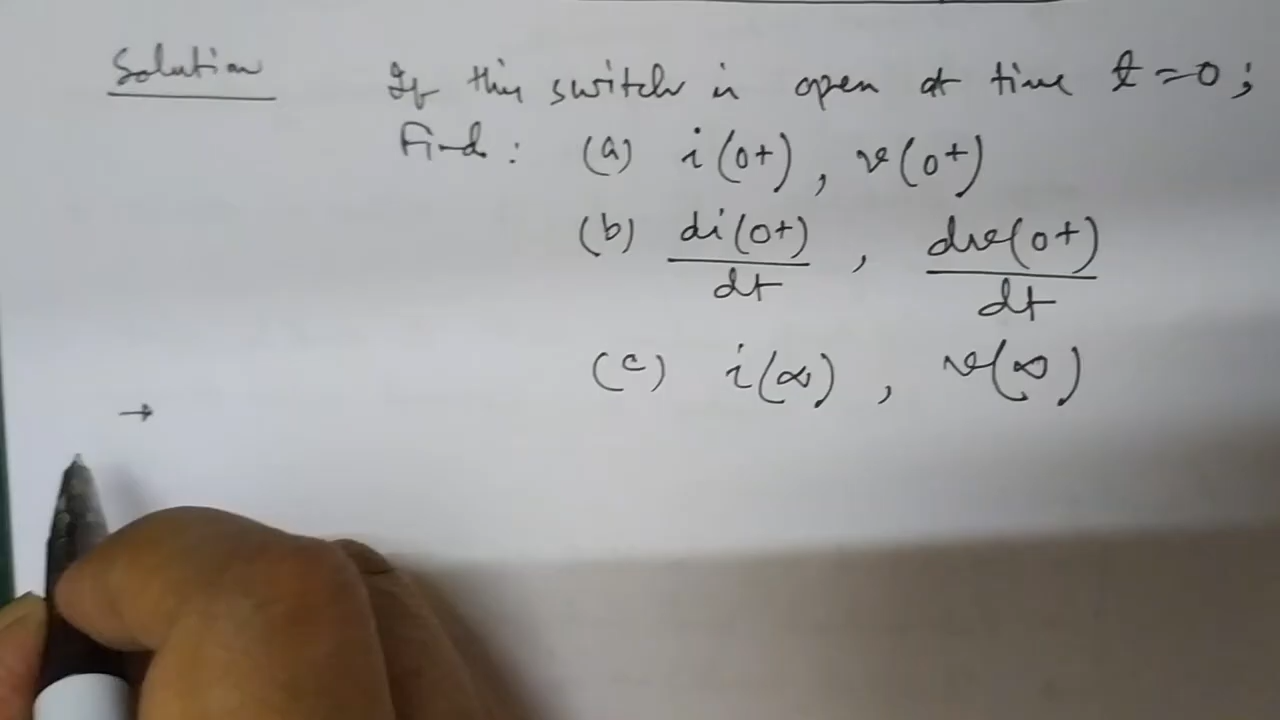 Solution If this switch is open at time t=0;
Find: (a) i(0+), v(0+)
(b) di(0+)/dt, dv(0+)/dt
(c) i(∞), v(∞)
→